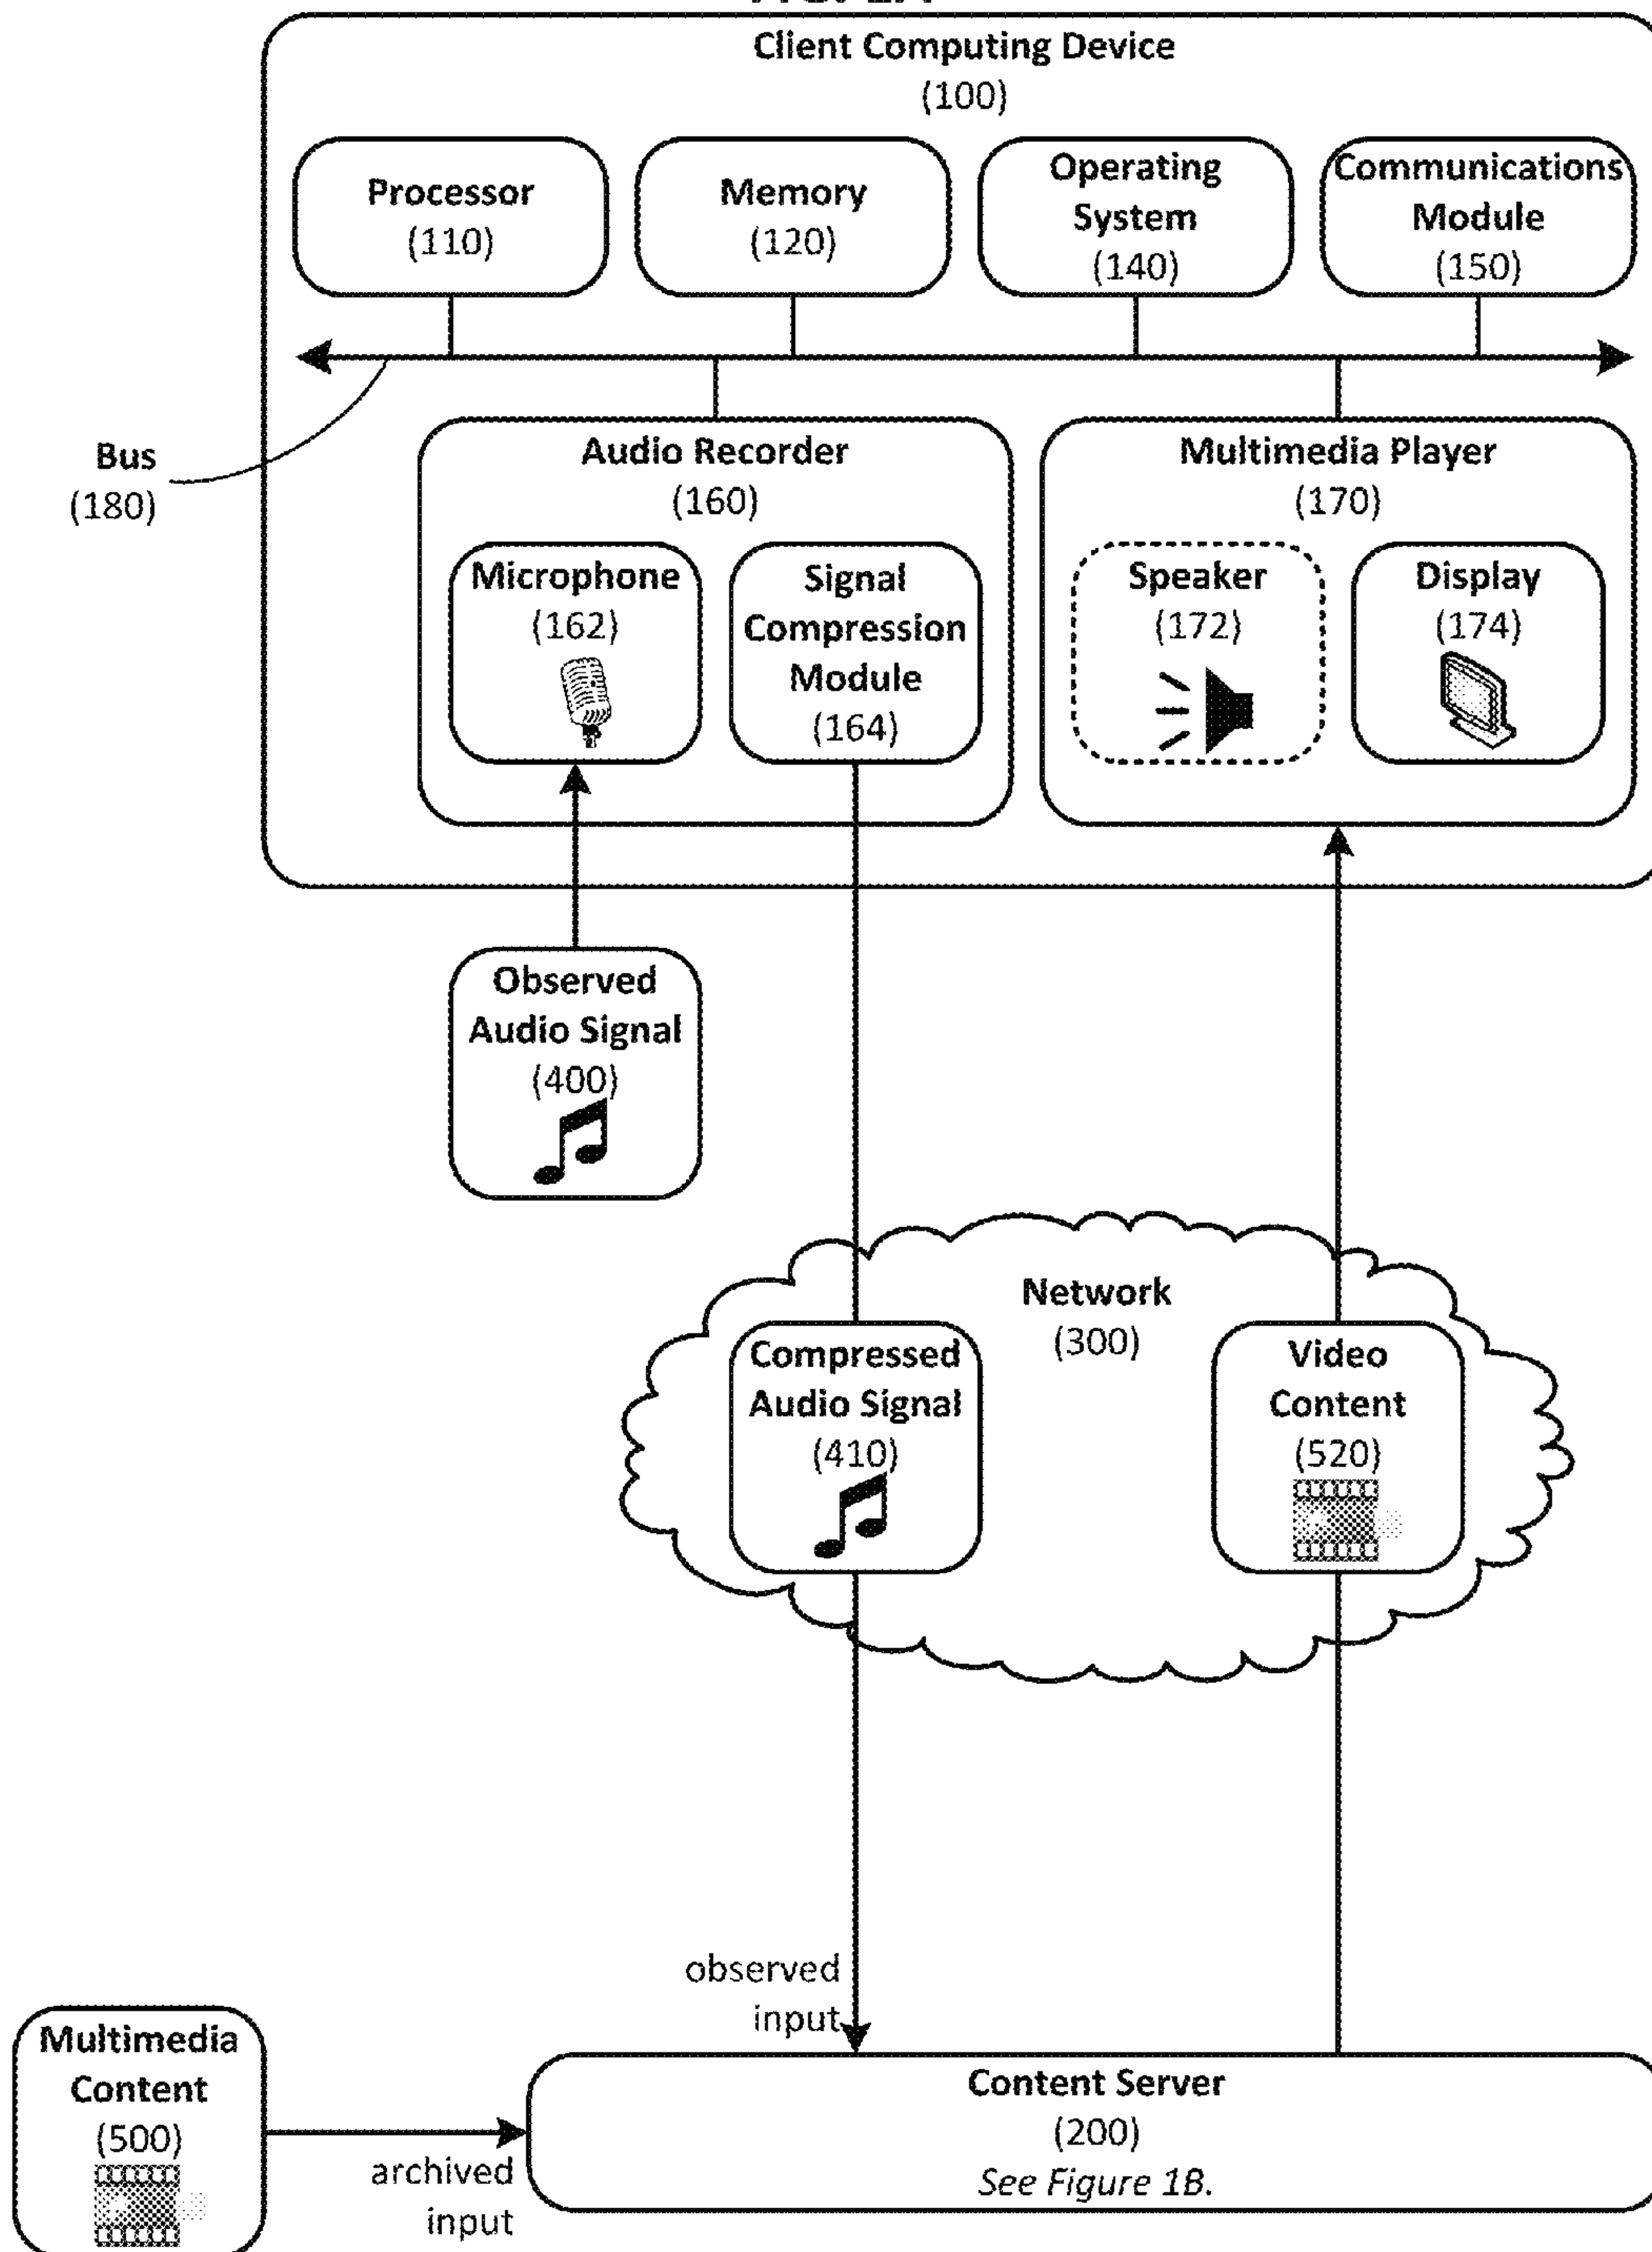 Client Computing Device
(100)
Processor
(110)
Memory
(120)
Operating
System
(140)
Communications
Module
(150)
Bus
(180)
Audio Recorder
(160)
Microphone
(162)
Signal
Compression
Module
(164)
Multimedia Player
(170)
Speaker
(172)
Display
(174)
Observed
Audio Signal
(400)
Network
(300)
Compressed
Audio Signal
(410)
Video
Content
(520)
observed
input
Multimedia
Content
(500)
archived
input
Content Server
(200)
See Figure 1B.